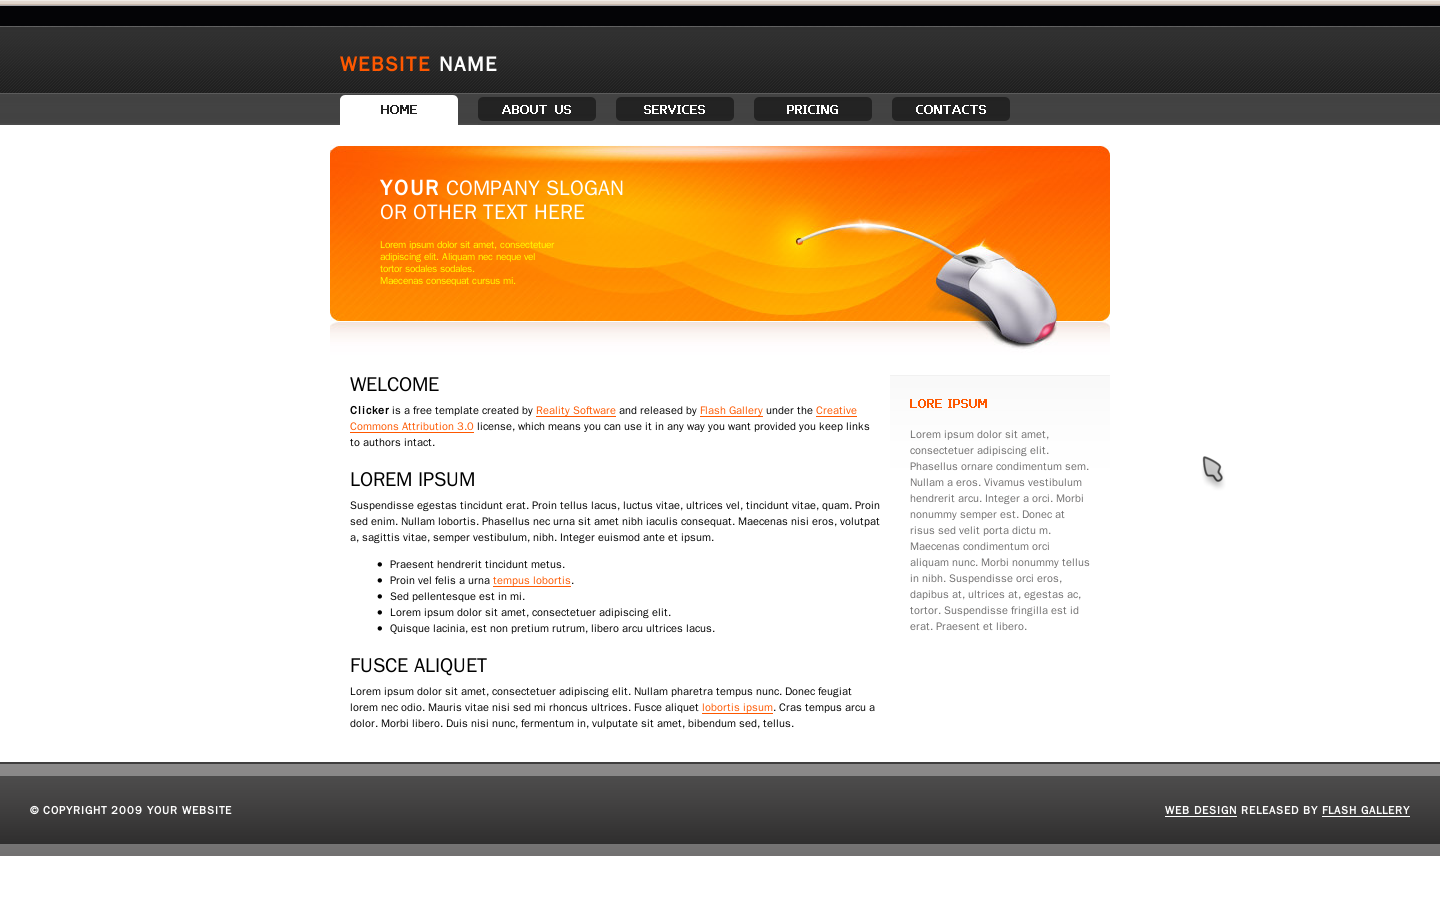 WEBSITE NAME
HOME
ABOUT US
SERVICES
PRICING
CONTACTS
YOUR COMPANY SLOGAN
OR OTHER TEXT HERE
Lorem ipsum dolor sit amet, consectetuer
adipiscing elit. Aliquam nec neque vel
tortor sodales sodales.
Maecenas consequat cursus mi.
WELCOME
Clicker is a free template created by Reality Software and released by Flash Gallery under the Creative
Commons Attribution 3.0 license, which means you can use it in any way you want provided you keep links
to authors intact.
LOREM IPSUM
Suspendisse egestas tincidunt erat. Proin tellus lacus, luctus vitae, ultrices vel, tincidunt vitae, quam. Proin
sed enim. Nullam lobortis. Phasellus nec urna sit amet nibh iaculis consequat. Maecenas nisi eros, volutpat
a, sagittis vitae, semper vestibulum, nibh. Integer euismod ante et ipsum.
• Praesent hendrerit tincidunt metus.
• Proin vel felis a urna tempus lobortis.
• Sed pellentesque est in mi.
• Lorem ipsum dolor sit amet, consectetuer adipiscing elit.
• Quisque lacinia, est non pretium rutrum, libero arcu ultrices lacus.
FUSCE ALIQUET
Lorem ipsum dolor sit amet, consectetuer adipiscing elit. Nullam pharetra tempus nunc. Donec feugiat
lorem nec odio. Mauris vitae nisi sed mi rhoncus ultrices. Fusce aliquet lobortis ipsum. Cras tempus arcu a
dolor. Morbi libero. Duis nisi nunc, fermentum in, vulputate sit amet, bibendum sed, tellus.
LORE IPSUM
Lorem ipsum dolor sit amet,
consectetuer adipiscing elit.
Phasellus ornare condimentum sem.
Nullam a eros. Vivamus vestibulum
hendrerit arcu. Integer a orci. Morbi
nonummy semper est. Donec at
risus sed velit porta dictu m.
Maecenas condimentum orci
aliquam nunc. Morbi nonummy tellus
in nibh. Suspendisse orci eros,
dapibus at, ultrices at, egestas ac,
tortor. Suspendisse fringilla est id
erat. Praesent et libero.
© COPYRIGHT 2009 YOUR WEBSITE
WEB DESIGN RELEASED BY FLASH GALLERY